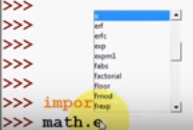 >>>
>>>
>>>
>>>
>>>
>>> impor
>>> math.e
e
erf
erfc
exp
expm1
fabs
factorial
floor
fmod
frexp